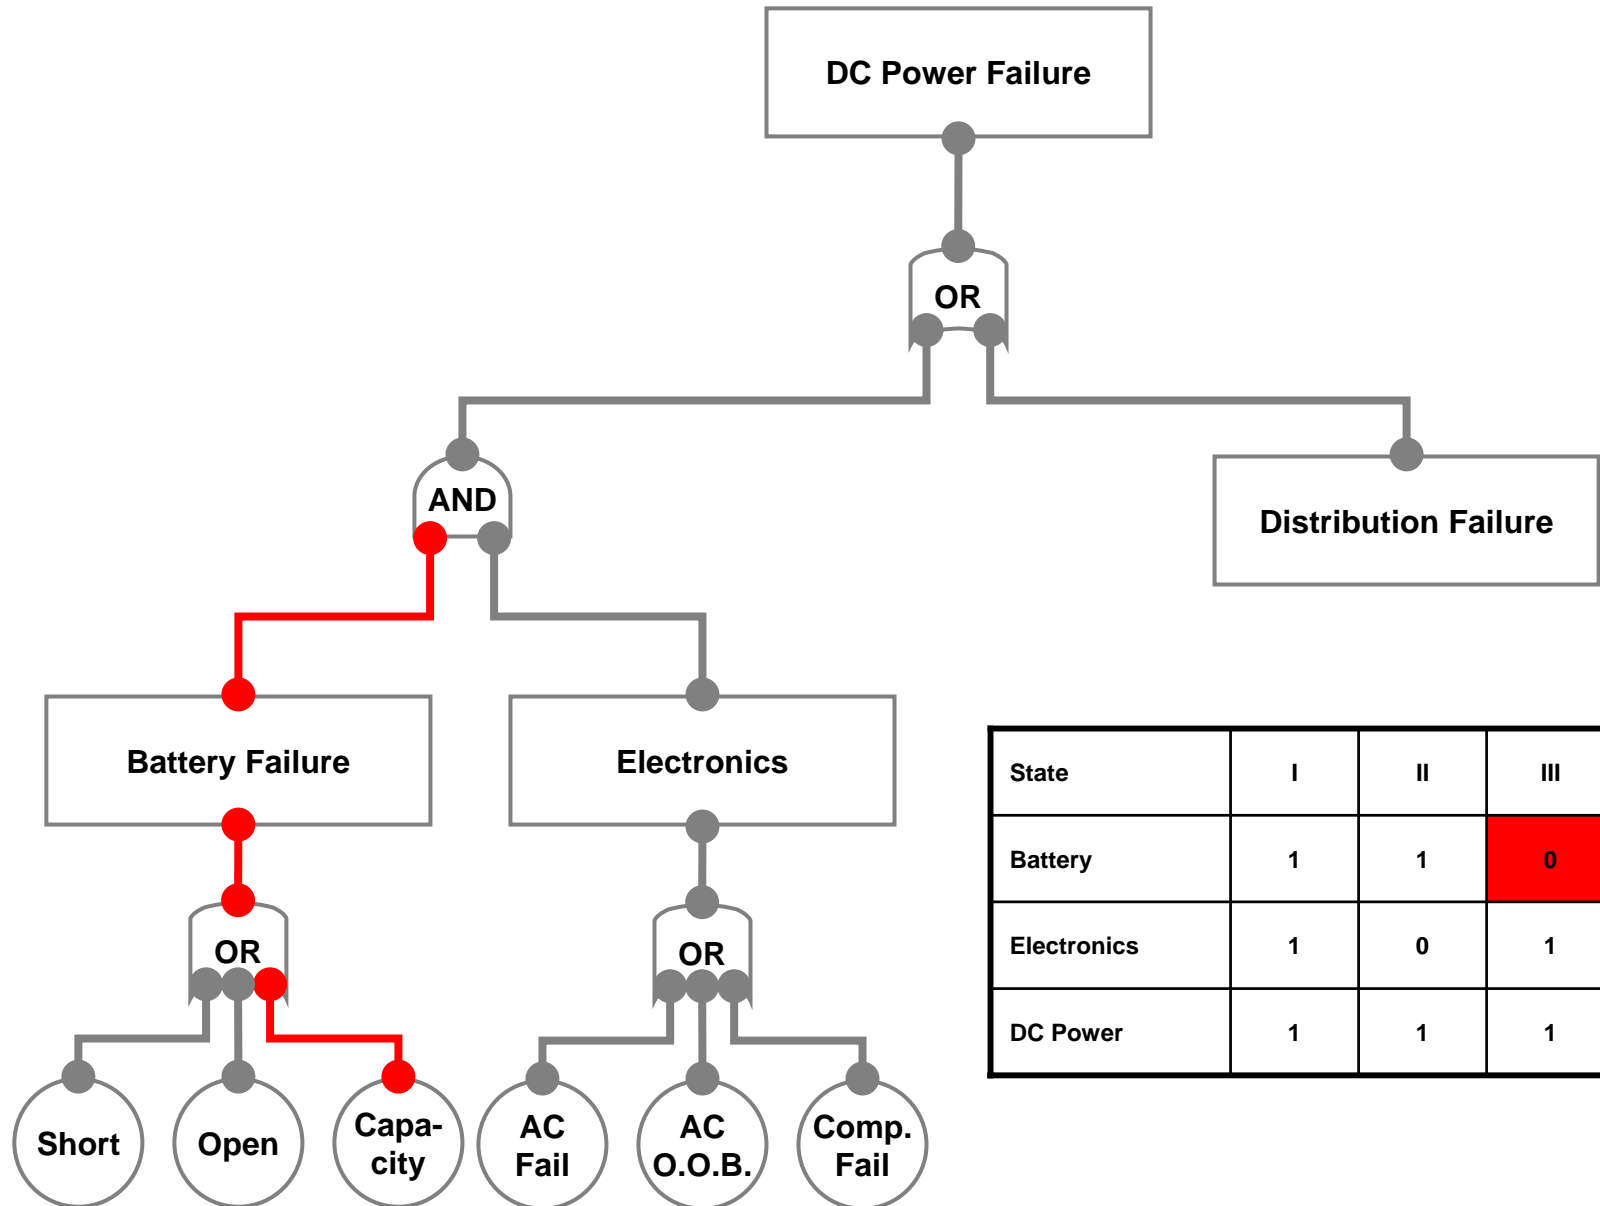 DC Power Failure
OR
AND
Distribution Failure
Battery Failure
Electronics
State I II III
Battery 1 1 0
Electronics 1 0 1
DC Power 1 1 1
OR
OR
Short
Open
Capa-
city
AC
Fail
AC
O.O.B.
Comp.
Fail